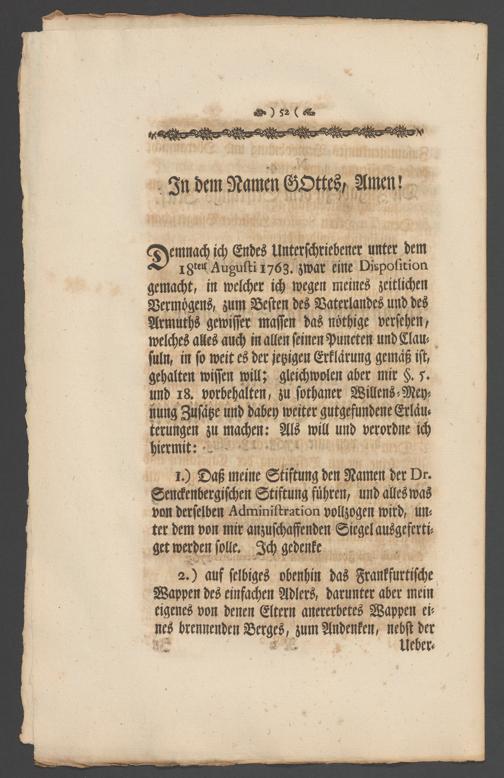 ) 52 (
In dem Namen GOttes, Amen!
Demnach ich Endes Unterschriebener unter dem
18ten Augusti 1763. zwar eine Disposition
gemacht, in welcher ich wegen meines zeitlichen
Vermögens, zum Besten des Vaterlandes und des
Armuths gewisser massen das nöthige versehen,
welches alles auch in allen seinen Puncten und Clau-
suln, in so weit es der jetzigen Erklärung gemäß ist,
gehalten wissen will; gleichwolen aber mir §. 5.
und 18. vorbehalten, zu sothaner Willens-Mey-
nung Zusätze und dabey weiter gutgefundene Erläu-
terungen zu machen: Als will und verordne ich
hiermit:
1.) Daß meine Stiftung den Namen der Dr.
Senckenbergischen Stiftung führen, und alles was
von derselben Administration vollzogen wird, un-
ter dem von mir anzuschaffenden Siegel ausgeferti-
get werden solle. Ich gedenke
2.) auf selbiges obenhin das Frankfurtische
Wappen des einfachen Adlers, darunter aber mein
eigenes von denen Eltern anererbetes Wappen ei-
nes brennenden Berges, zum Andenken, nebst der
Ueber-